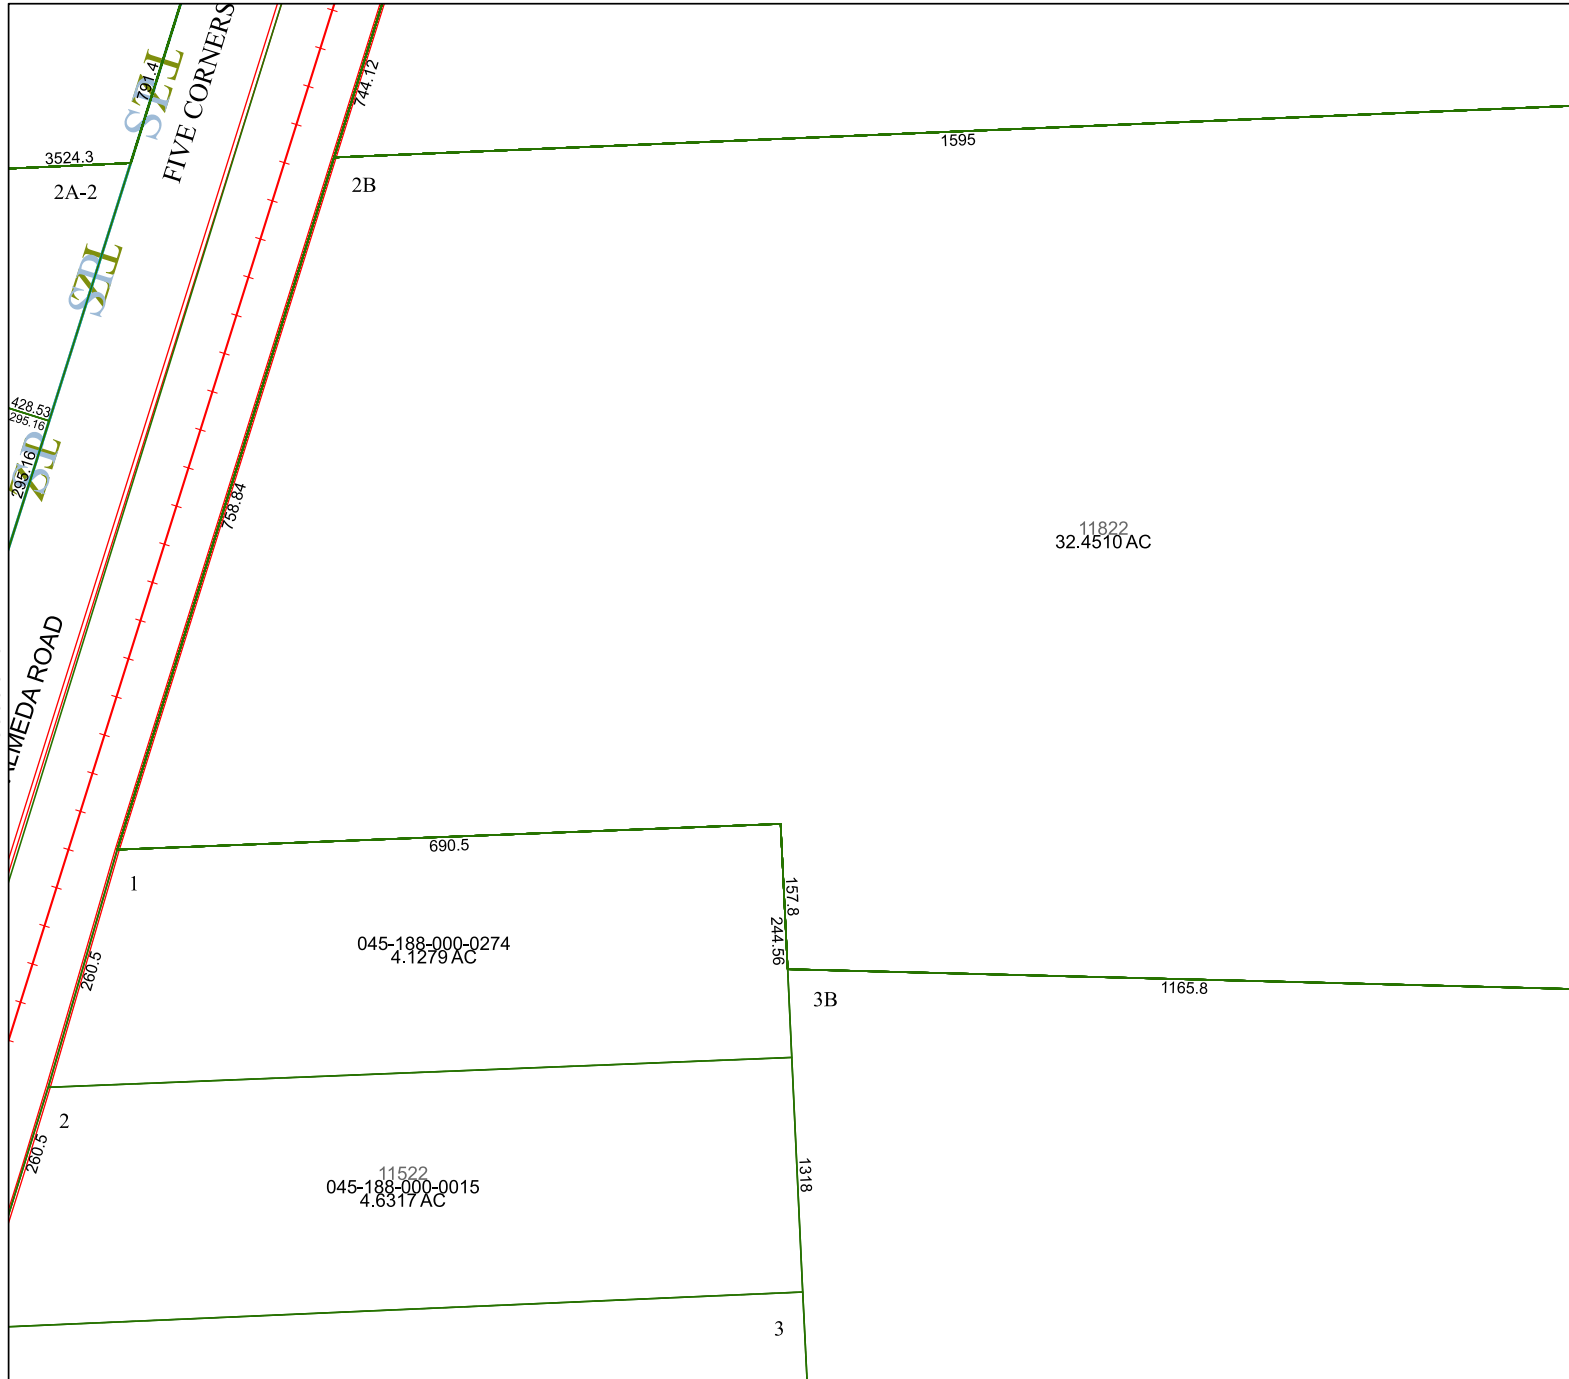 791.4
FIVE CORNERS
744.12
3524.3
2A-2
2B
1595
428.53
295.16
295.16
758.84
11822
32.4510 AC
ALMEDA ROAD
690.5
1
157.8
244.56
045-188-000-0274
4.1279 AC
260.5
3B
1165.8
2
260.5
11522
045-188-000-0015
4.6317 AC
1318
3